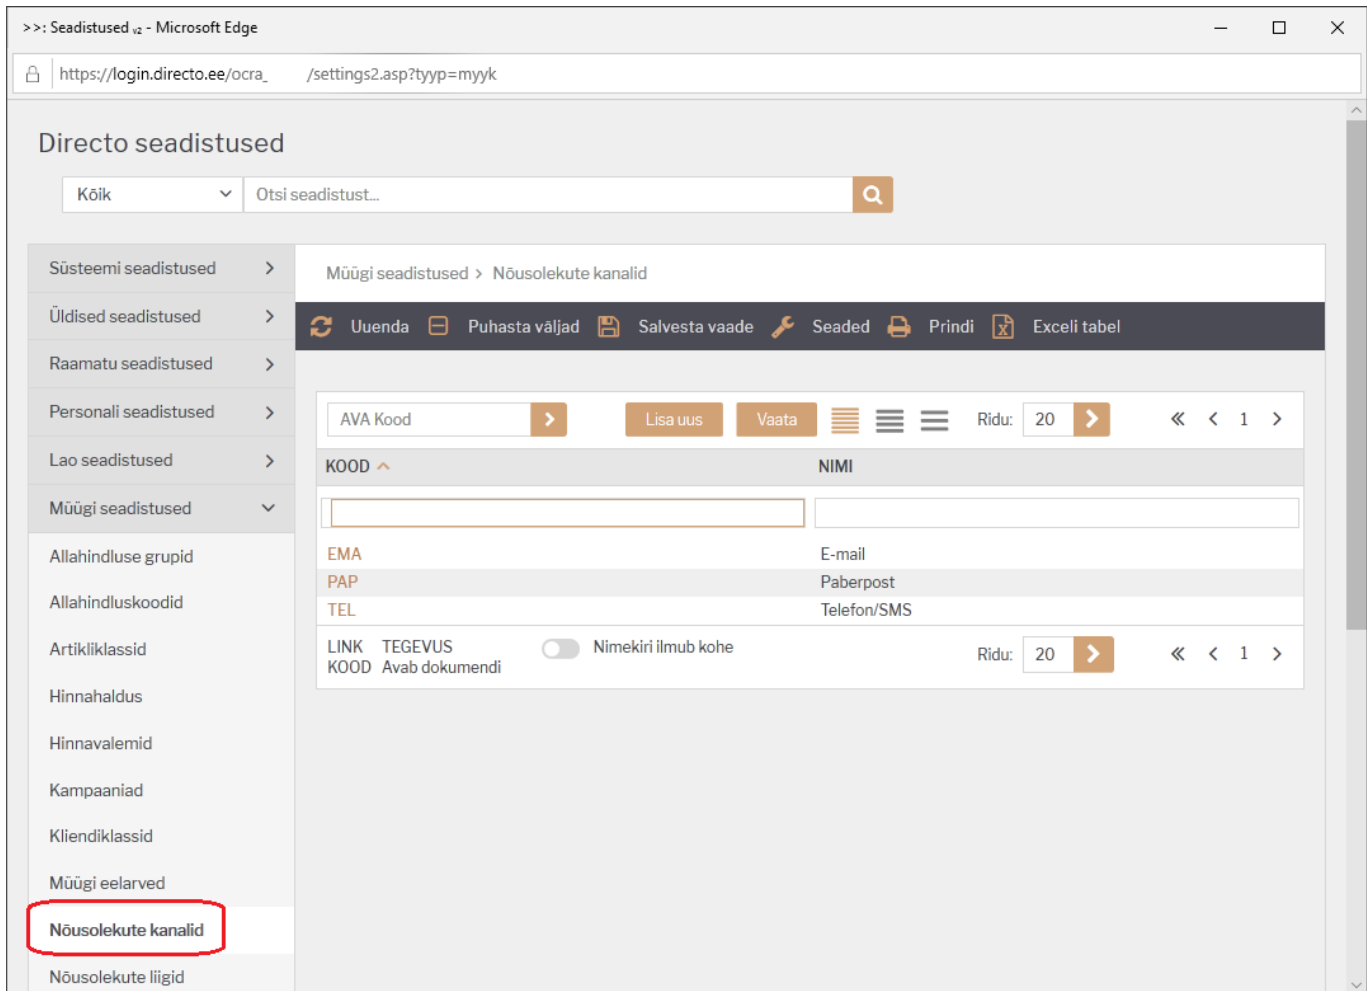 >>: Seadistused v2 - Microsoft Edge
https://login.directo.ee/ocra_ /settings2.asp?tyyp=myyk
Directo seadistused
Kõik
Otsi seadistust...
Süsteemi seadistused
Üldised seadistused
Raamatu seadistused
Personali seadistused
Lao seadistused
Müügi seadistused
Allahindluse grupid
Allahindluskoodid
Artikliklassid
Hinnahaldus
Hinnavalemid
Kampaaniad
Kliendiklassid
Müügi eelarved
Nõusolekute kanalid
Nõusolekute liigid
Müügi seadistused > Nõusolekute kanalid
Uuenda Puhasta väljad Salvesta vaade Seaded Prindi Exceli tabel
AVA Kood Lisa uus Vaata Ridu: 20 1
KOOD NIMI
EMA E-mail
PAP Paberpost
TEL Telefon/SMS
LINK TEGEVUS Nimekiri ilmub kohe
KOOD Avab dokumendi
Ridu: 20 1